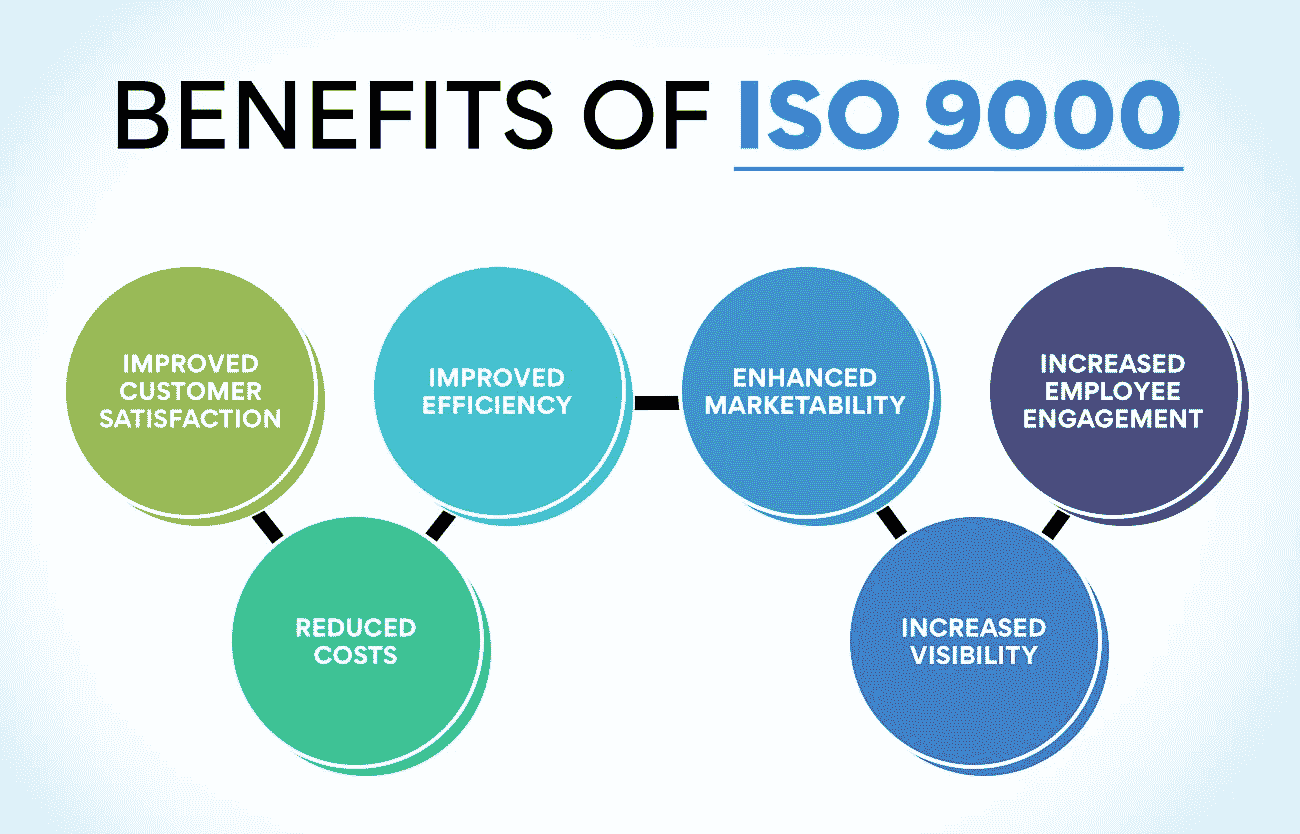 BENEFITS OF ISO 9000
IMPROVED
CUSTOMER
SATISFACTION
IMPROVED
EFFICIENCY
ENHANCED
MARKETABILITY
INCREASED
EMPLOYEE
ENGAGEMENT
REDUCED
COSTS
INCREASED
VISIBILITY